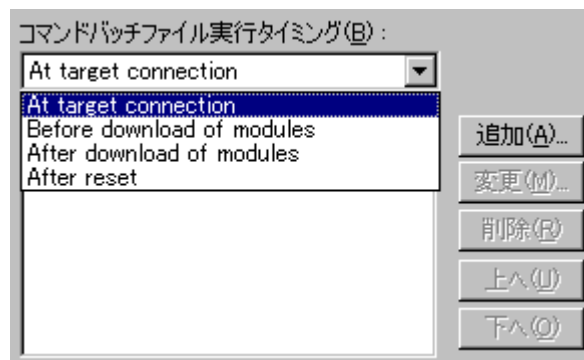 コマンドバッチファイル実行タイミング(B) :
At target connection
At target connection
Before download of modules
After download of modules
After reset
追加(A)...
変更(M)...
削除(R)
上へ(U)
下へ(O)